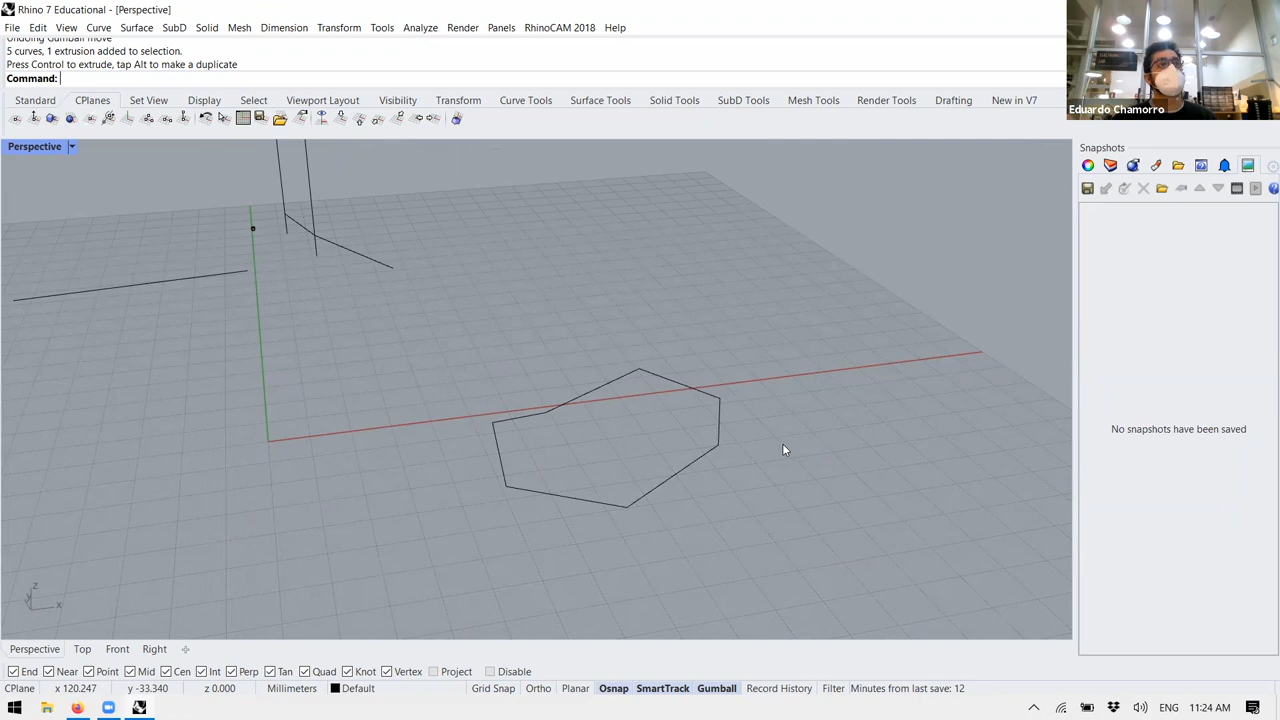 Rhino 7 Educational - [Perspective]
File Edit View Curve Surface SubD Solid Mesh Dimension Transform Tools Analyze Render Panels RhinoCAM 2018 Help
Undoing Gumball move
5 curves, 1 extrusion added to selection.
Press Control to extrude, tap Alt to make a duplicate
Command:
Standard CPlanes Set View Display Select Viewport Layout Visibility Transform Curve Tools Surface Tools Solid Tools SubD Tools Mesh Tools Render Tools Drafting New in V7
Eduardo Chamorro
Perspective
Snapshots
No snapshots have been saved
z
y
x
Perspective Top Front Right
End Near Point Mid Cen Int Perp Tan Quad Knot Vertex Project Disable
CPlane x 120.247 y -33.340 z 0.000 Millimeters Default Grid Snap Ortho Planar Osnap SmartTrack Gumball Record History Filter Minutes from last save: 12
ENG 11:24 AM